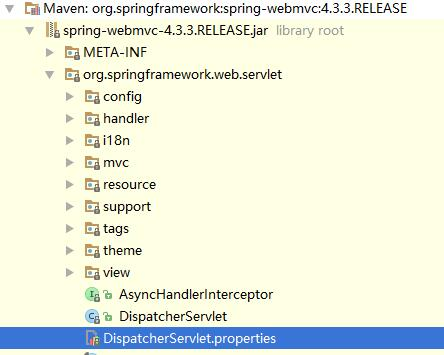 Maven: org.springframework:spring-webmvc:4.3.3.RELEASE
spring-webmvc-4.3.3.RELEASE.jar library root
META-INF
org.springframework.web.servlet
config
handler
i18n
mvc
resource
support
tags
theme
view
AsyncHandlerInterceptor
DispatcherServlet
DispatcherServlet.properties